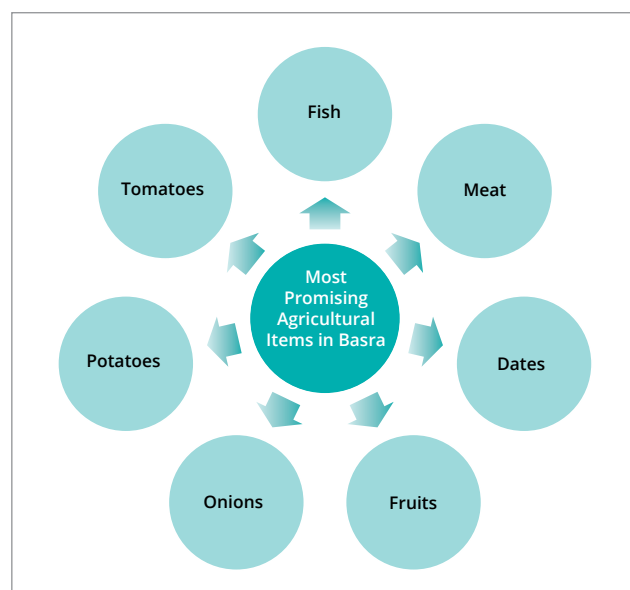 Fish
Meat
Tomatoes
Most
Promising
Agricultural
Items in Basra
Potatoes
Dates
Onions
Fruits